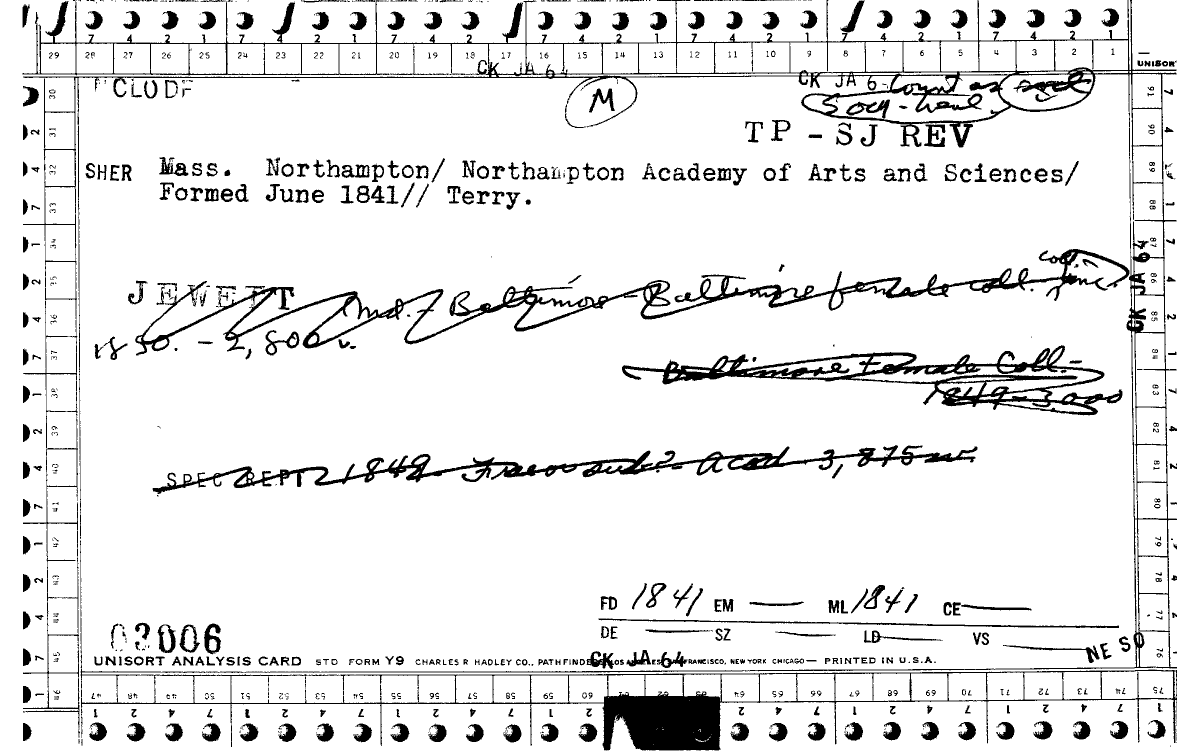 7 4 2 1 7 4 2 1 7 4 2 1 7 4 2 1 7 4 2 1 7 4 2 1 7 4 2 1
29 28 27 26 25 24 23 22 21 20 19 18 17 16 15 14 13 12 11 10 9 8 7 6 5 4 3 2 1
UNISOR
CK JA 64
CLODE
M
CK JA 6 Count as
Socy-
TP - SJ REV
SHER Mass. Northampton/ Northampton Academy of Arts and Sciences/
Formed June 1841// Terry.
coll.
JEWETT Md. - Baltimore - Baltimore female coll. inc.
1850. - 2,800 v.
Baltimore Female Coll. -
1849 - 3,000
SPEC REPT 1849 - Acad 3,875 v.
CK JA 64
FD 1841 EM — ML 1841 CE —
DE — SZ — LD — VS —
NE SO
03006
UNISORT ANALYSIS CARD STD FORM Y9 CHARLES R HADLEY CO., PATHFINDERS LOS ANGELES SAN FRANCISCO, NEW YORK CHICAGO — PRINTED IN U.S.A.
CK JA 64
30 31 32 33 34 35 36 37 38 39 40 41 42 43 44 45 46
91 90 89 88 87 86 85 84 83 82 81 80 79 78 77 76 75
47 48 49 50 51 52 53 54 55 56 57 58 59 60 61 62 63 64 65 66 67 68 69 70 71 72 73 74
1 2 4 7 1 2 4 7 1 2 4 7 1 2 4 7 1 2 4 7 1 2 4 7